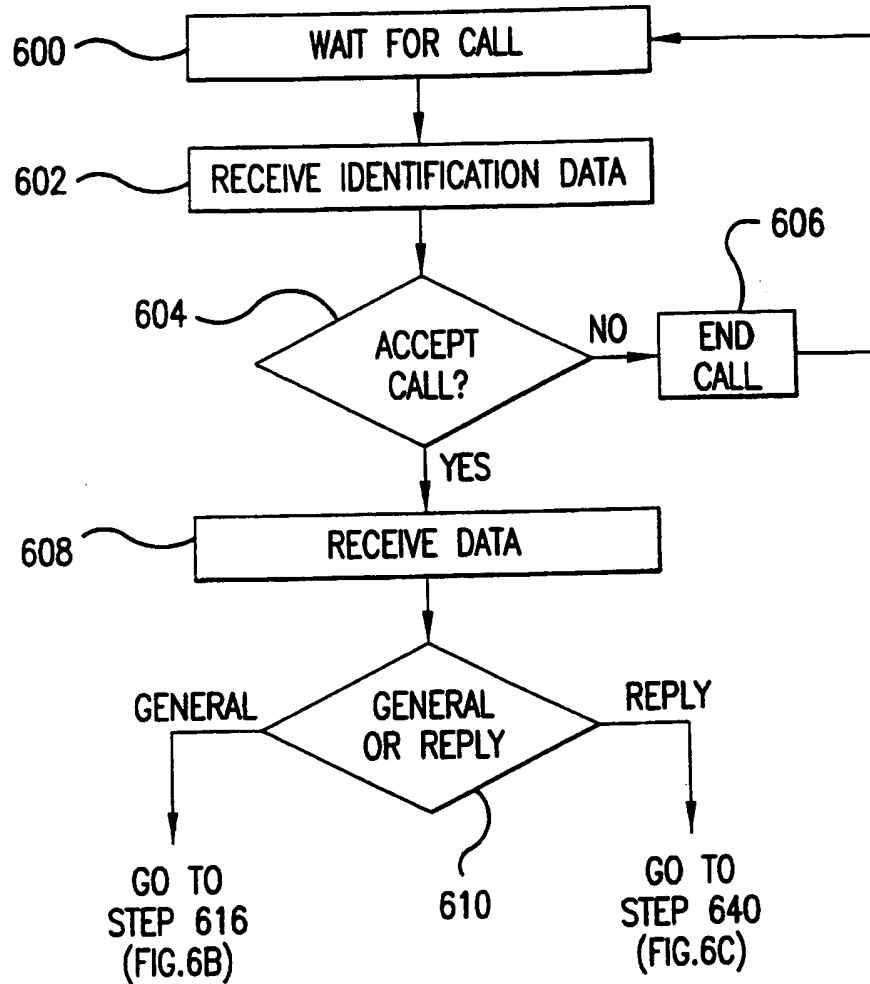 600
WAIT FOR CALL
602
RECEIVE IDENTIFICATION DATA
606
604
ACCEPT
CALL?
NO
END
CALL
YES
608
RECEIVE DATA
GENERAL
GENERAL
OR REPLY
REPLY
610
GO TO
STEP 616
(FIG.6B)
GO TO
STEP 640
(FIG.6C)